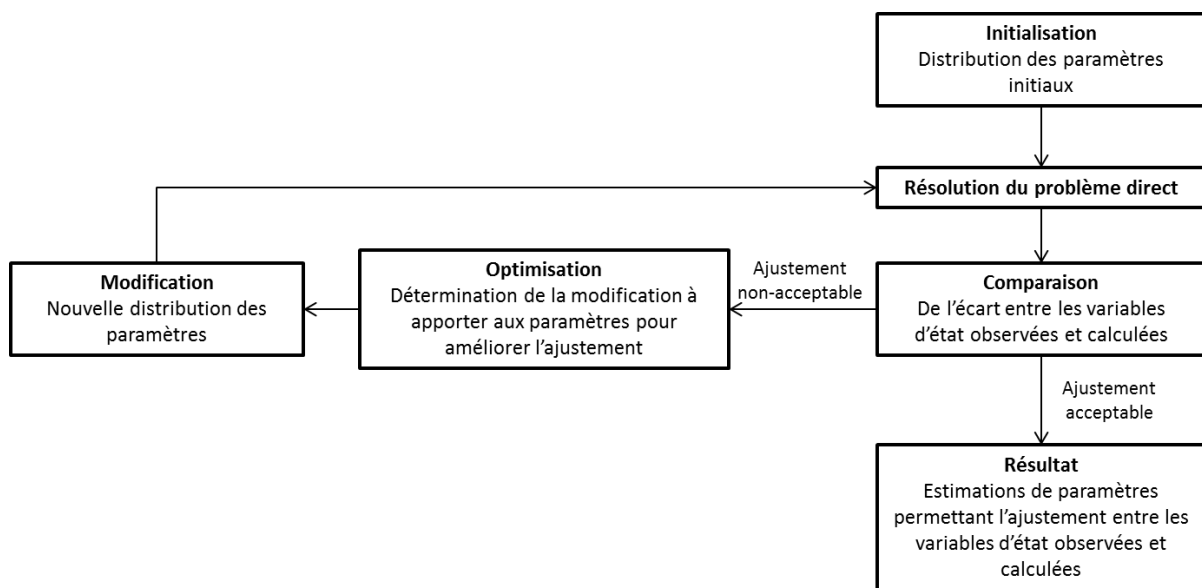 Initialisation
Distribution des paramètres
initiaux
Résolution du problème direct
Modification
Nouvelle distribution des
paramètres
Optimisation
Détermination de la modification à
apporter aux paramètres pour
améliorer l’ajustement
Ajustement
non-acceptable
Comparaison
De l’écart entre les variables
d’état observées et calculées
Ajustement
acceptable
Résultat
Estimations de paramètres
permettant l’ajustement entre les
variables d’état observées et
calculées